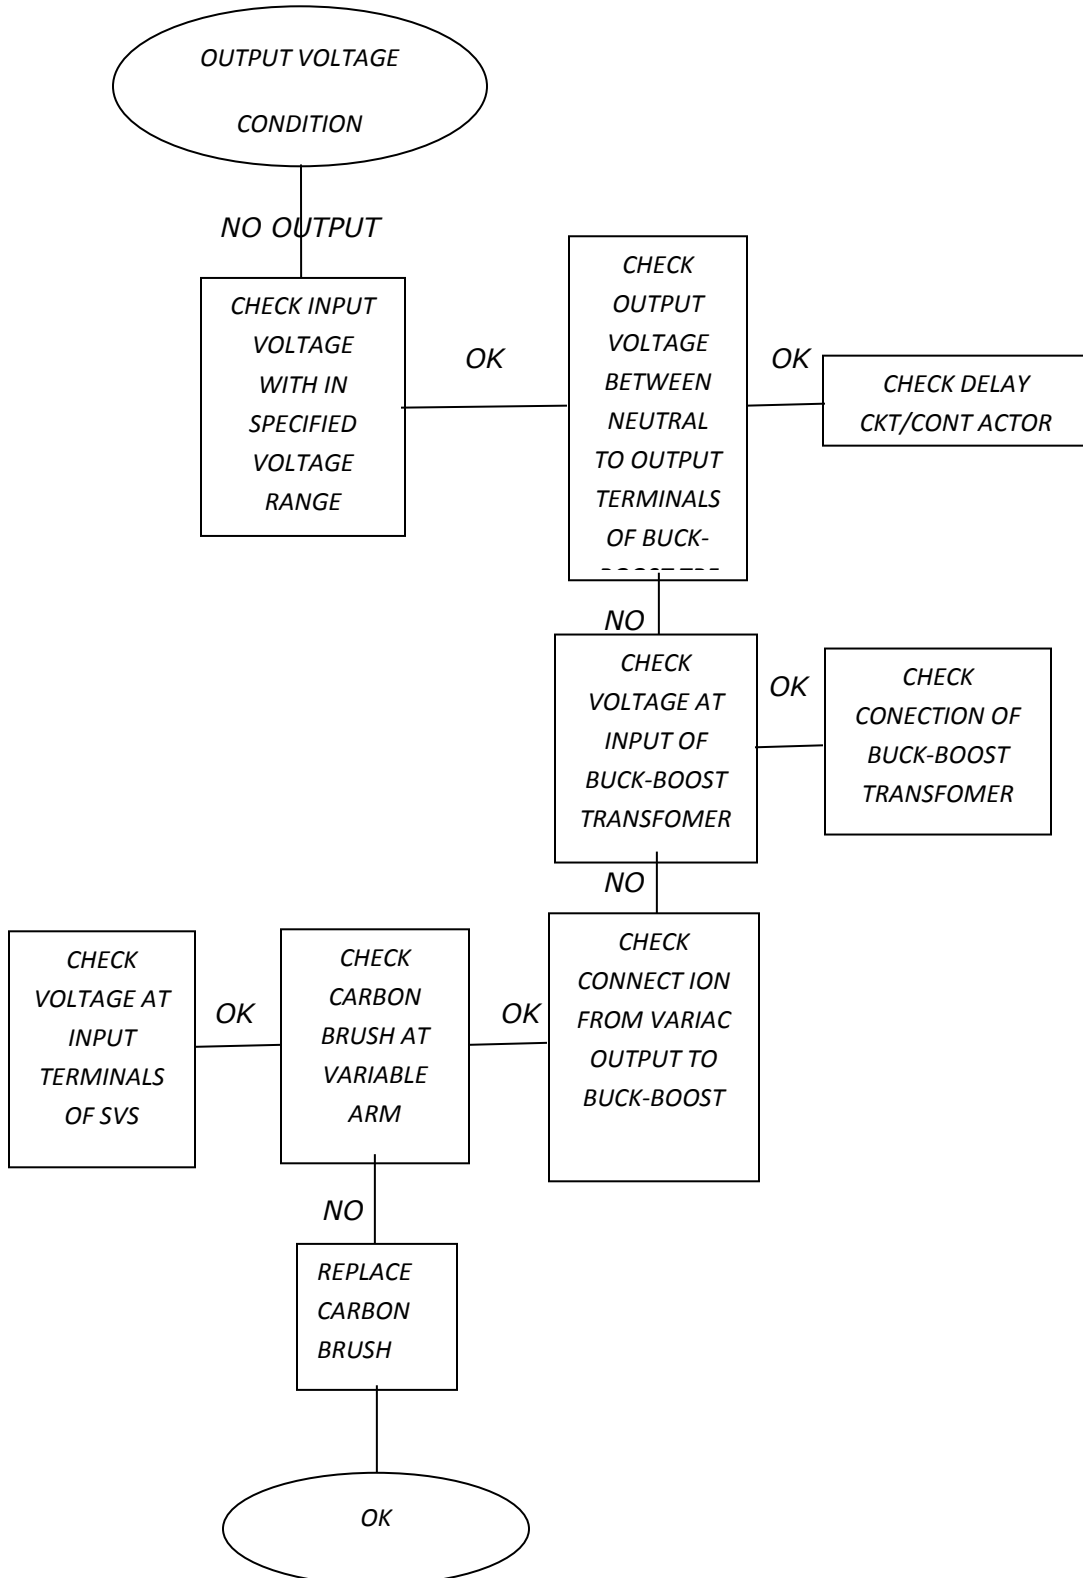 OUTPUT VOLTAGE
CONDITION
NO OUTPUT
CHECK INPUT
VOLTAGE
WITH IN
SPECIFIED
VOLTAGE
RANGE
OK
CHECK
OUTPUT
VOLTAGE
BETWEEN
NEUTRAL
TO OUTPUT
TERMINALS
OF BUCK-
OK
CHECK DELAY
CKT/CONT ACTOR
NO
CHECK
VOLTAGE AT
INPUT OF
BUCK-BOOST
TRANSFOMER
OK
CHECK
CONECTION OF
BUCK-BOOST
TRANSFOMER
NO
CHECK
CONNECT ION
FROM VARIAC
OUTPUT TO
BUCK-BOOST
OK
CHECK
CARBON
BRUSH AT
VARIABLE
ARM
OK
CHECK
VOLTAGE AT
INPUT
TERMINALS
OF SVS
NO
REPLACE
CARBON
BRUSH
OK